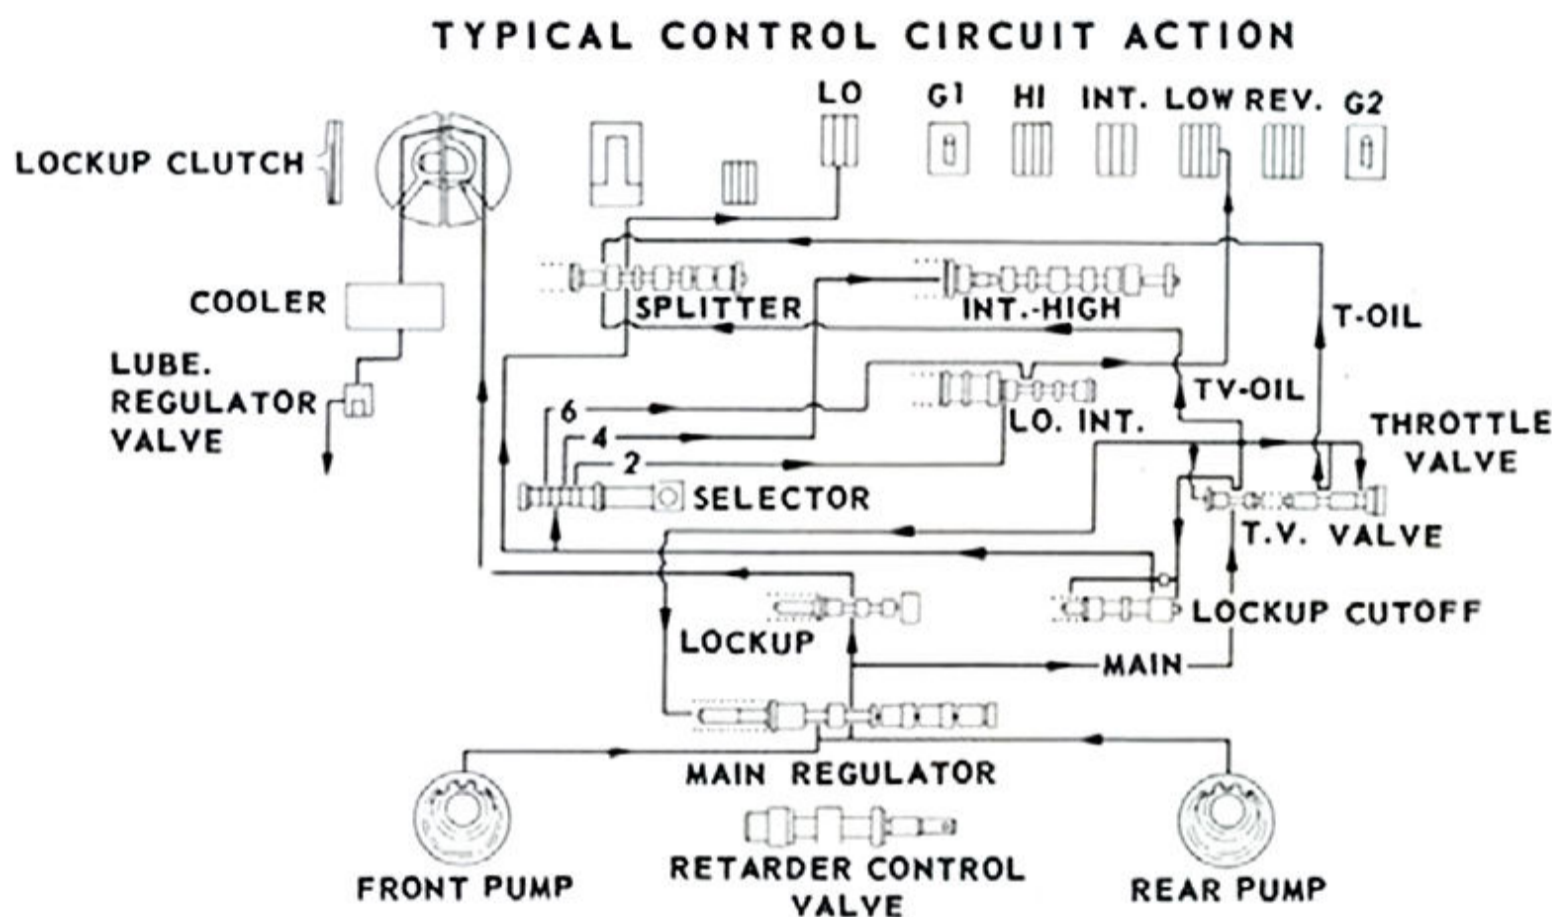 TYPICAL CONTROL CIRCUIT ACTION
LO
G1
HI
INT.
LOW
REV.
G2
LOCKUP CLUTCH
COOLER
SPLITTER
INT.-HIGH
T-OIL
LUBE.
REGULATOR
VALVE
6
4
2
TV-OIL
LO. INT.
THROTTLE
VALVE
SELECTOR
T.V. VALVE
LOCKUP
LOCKUP CUTOFF
MAIN
MAIN REGULATOR
FRONT PUMP
RETARDER CONTROL
VALVE
REAR PUMP